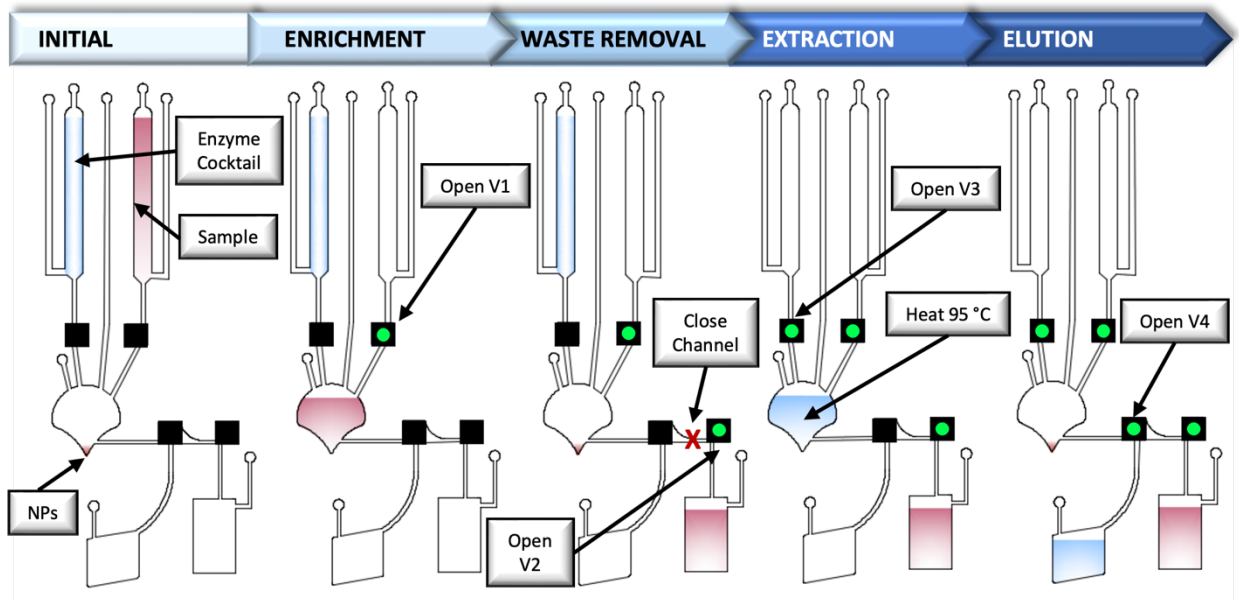 INITIAL
ENRICHMENT
WASTE REMOVAL
EXTRACTION
ELUTION
Enzyme
Cocktail
Sample
NPs
Open V1
Close
Channel
X
Open
V2
Open V3
Heat 95 °C
Open V4